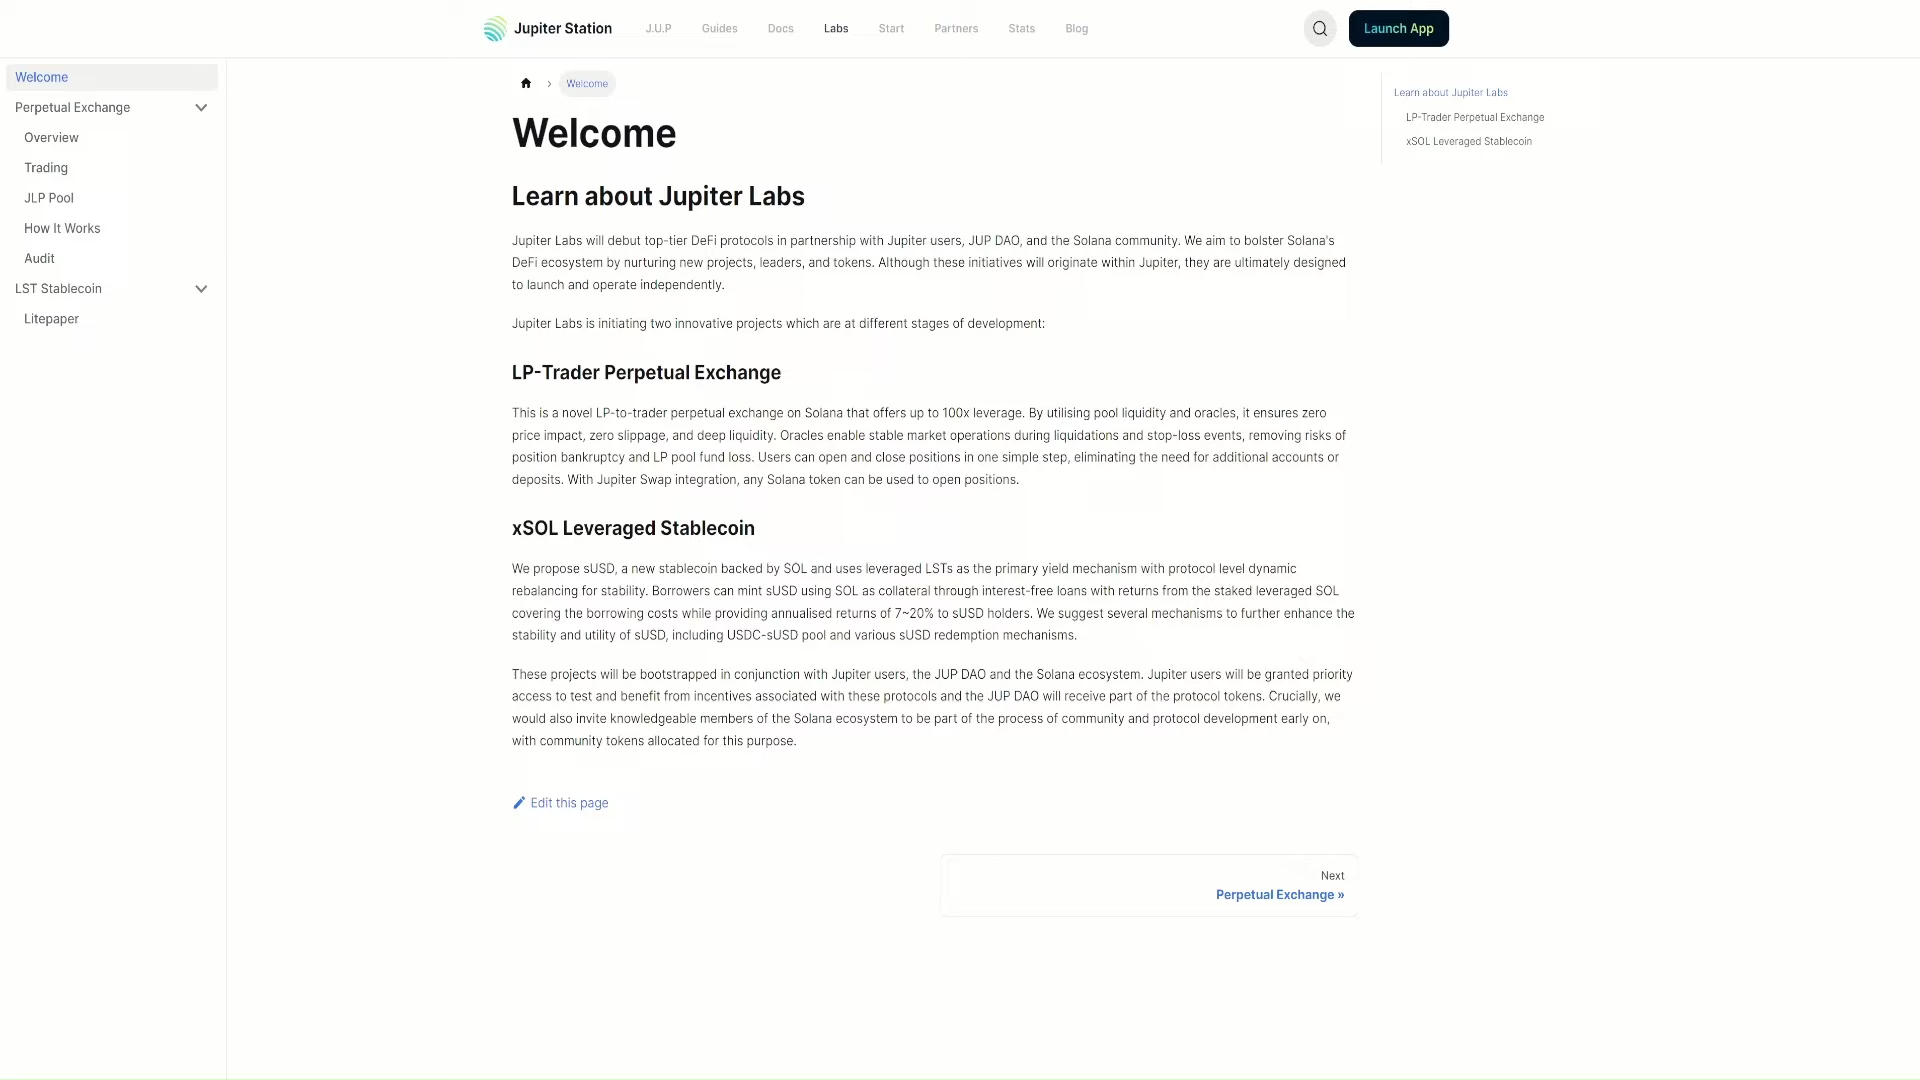 Jupiter Station
J.U.P
Guides
Docs
Labs
Start
Partners
Stats
Blog
Launch App
Welcome
Perpetual Exchange
Overview
Trading
JLP Pool
How It Works
Audit
LST Stablecoin
Litepaper
Welcome
Welcome
Learn about Jupiter Labs
Jupiter Labs will debut top-tier DeFi protocols in partnership with Jupiter users, JUP DAO, and the Solana community. We aim to bolster Solana's
DeFi ecosystem by nurturing new projects, leaders, and tokens. Although these initiatives will originate within Jupiter, they are ultimately designed
to launch and operate independently.
Jupiter Labs is initiating two innovative projects which are at different stages of development:
LP-Trader Perpetual Exchange
This is a novel LP-to-trader perpetual exchange on Solana that offers up to 100x leverage. By utilising pool liquidity and oracles, it ensures zero
price impact, zero slippage, and deep liquidity. Oracles enable stable market operations during liquidations and stop-loss events, removing risks of
position bankruptcy and LP pool fund loss. Users can open and close positions in one simple step, eliminating the need for additional accounts or
deposits. With Jupiter Swap integration, any Solana token can be used to open positions.
xSOL Leveraged Stablecoin
We propose sUSD, a new stablecoin backed by SOL and uses leveraged LSTs as the primary yield mechanism with protocol level dynamic
rebalancing for stability. Borrowers can mint sUSD using SOL as collateral through interest-free loans with returns from the staked leveraged SOL
covering the borrowing costs while providing annualised returns of 7~20% to sUSD holders. We suggest several mechanisms to further enhance the
stability and utility of sUSD, including USDC-sUSD pool and various sUSD redemption mechanisms.
These projects will be bootstrapped in conjunction with Jupiter users, the JUP DAO and the Solana ecosystem. Jupiter users will be granted priority
access to test and benefit from incentives associated with these protocols and the JUP DAO will receive part of the protocol tokens. Crucially, we
would also invite knowledgeable members of the Solana ecosystem to be part of the process of community and protocol development early on,
with community tokens allocated for this purpose.
Edit this page
Next
Perpetual Exchange »
Learn about Jupiter Labs
LP-Trader Perpetual Exchange
xSOL Leveraged Stablecoin